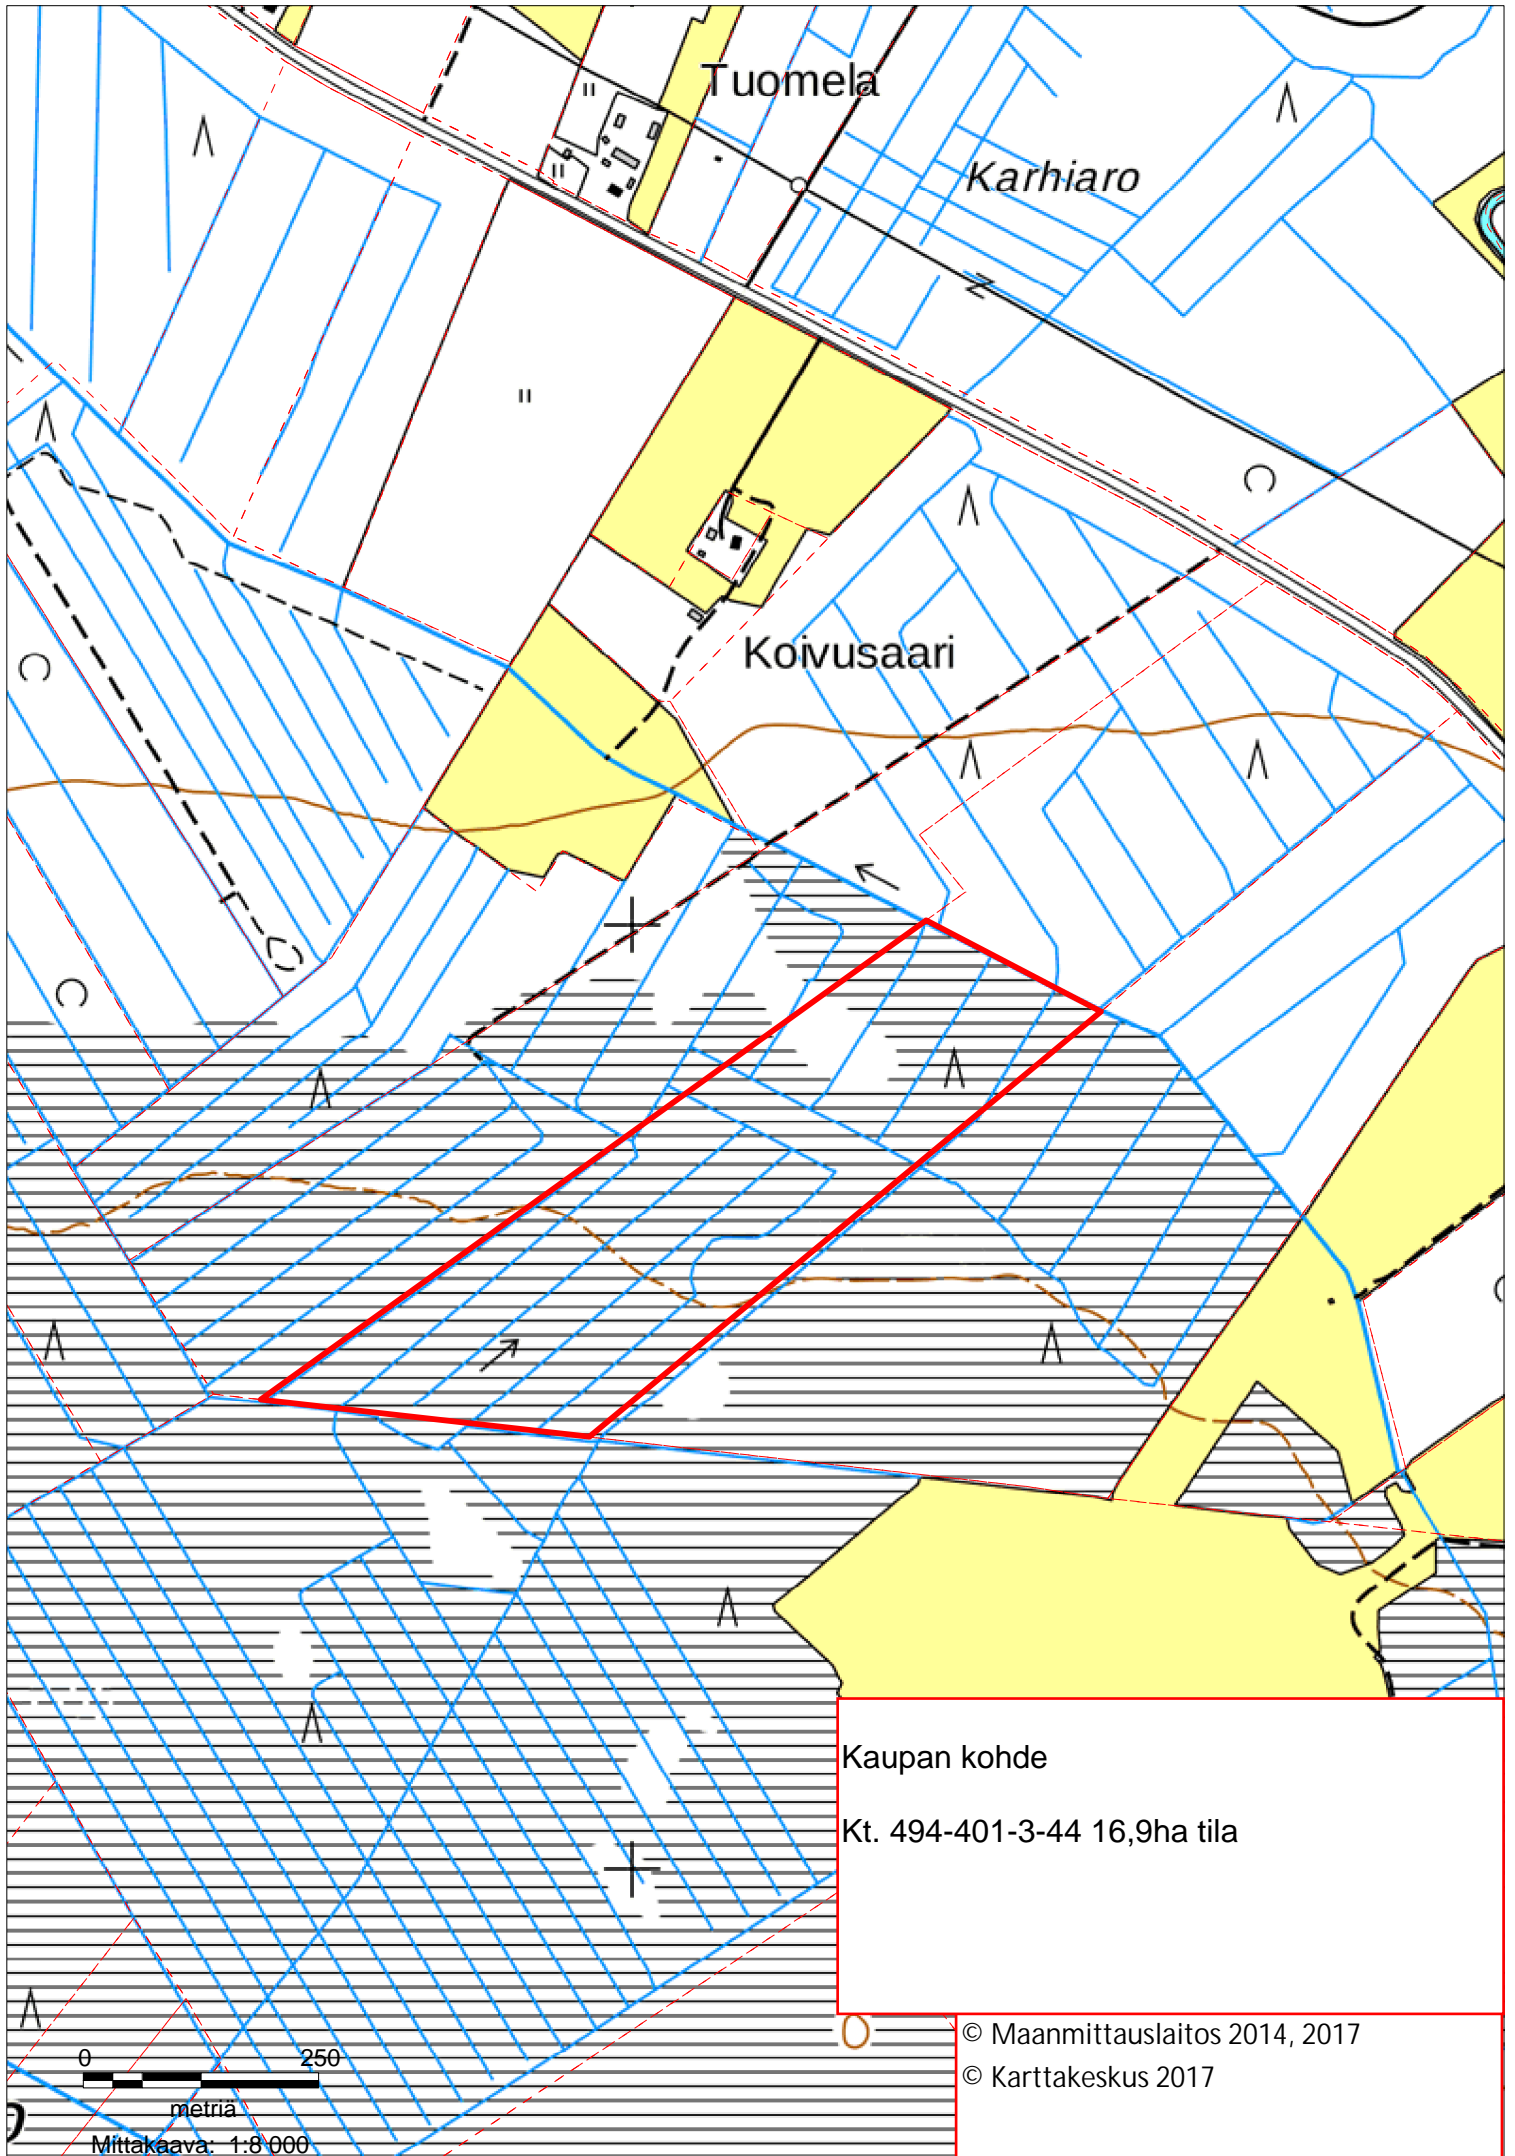 Tuomela
Karhiaro
Koivusaari
Kaupan kohde
Kt. 494-401-3-44 16,9ha tila
© Maanmittauslaitos 2014, 2017
© Karttakeskus 2017
0 250
metriä
Mittakaava: 1:8 000